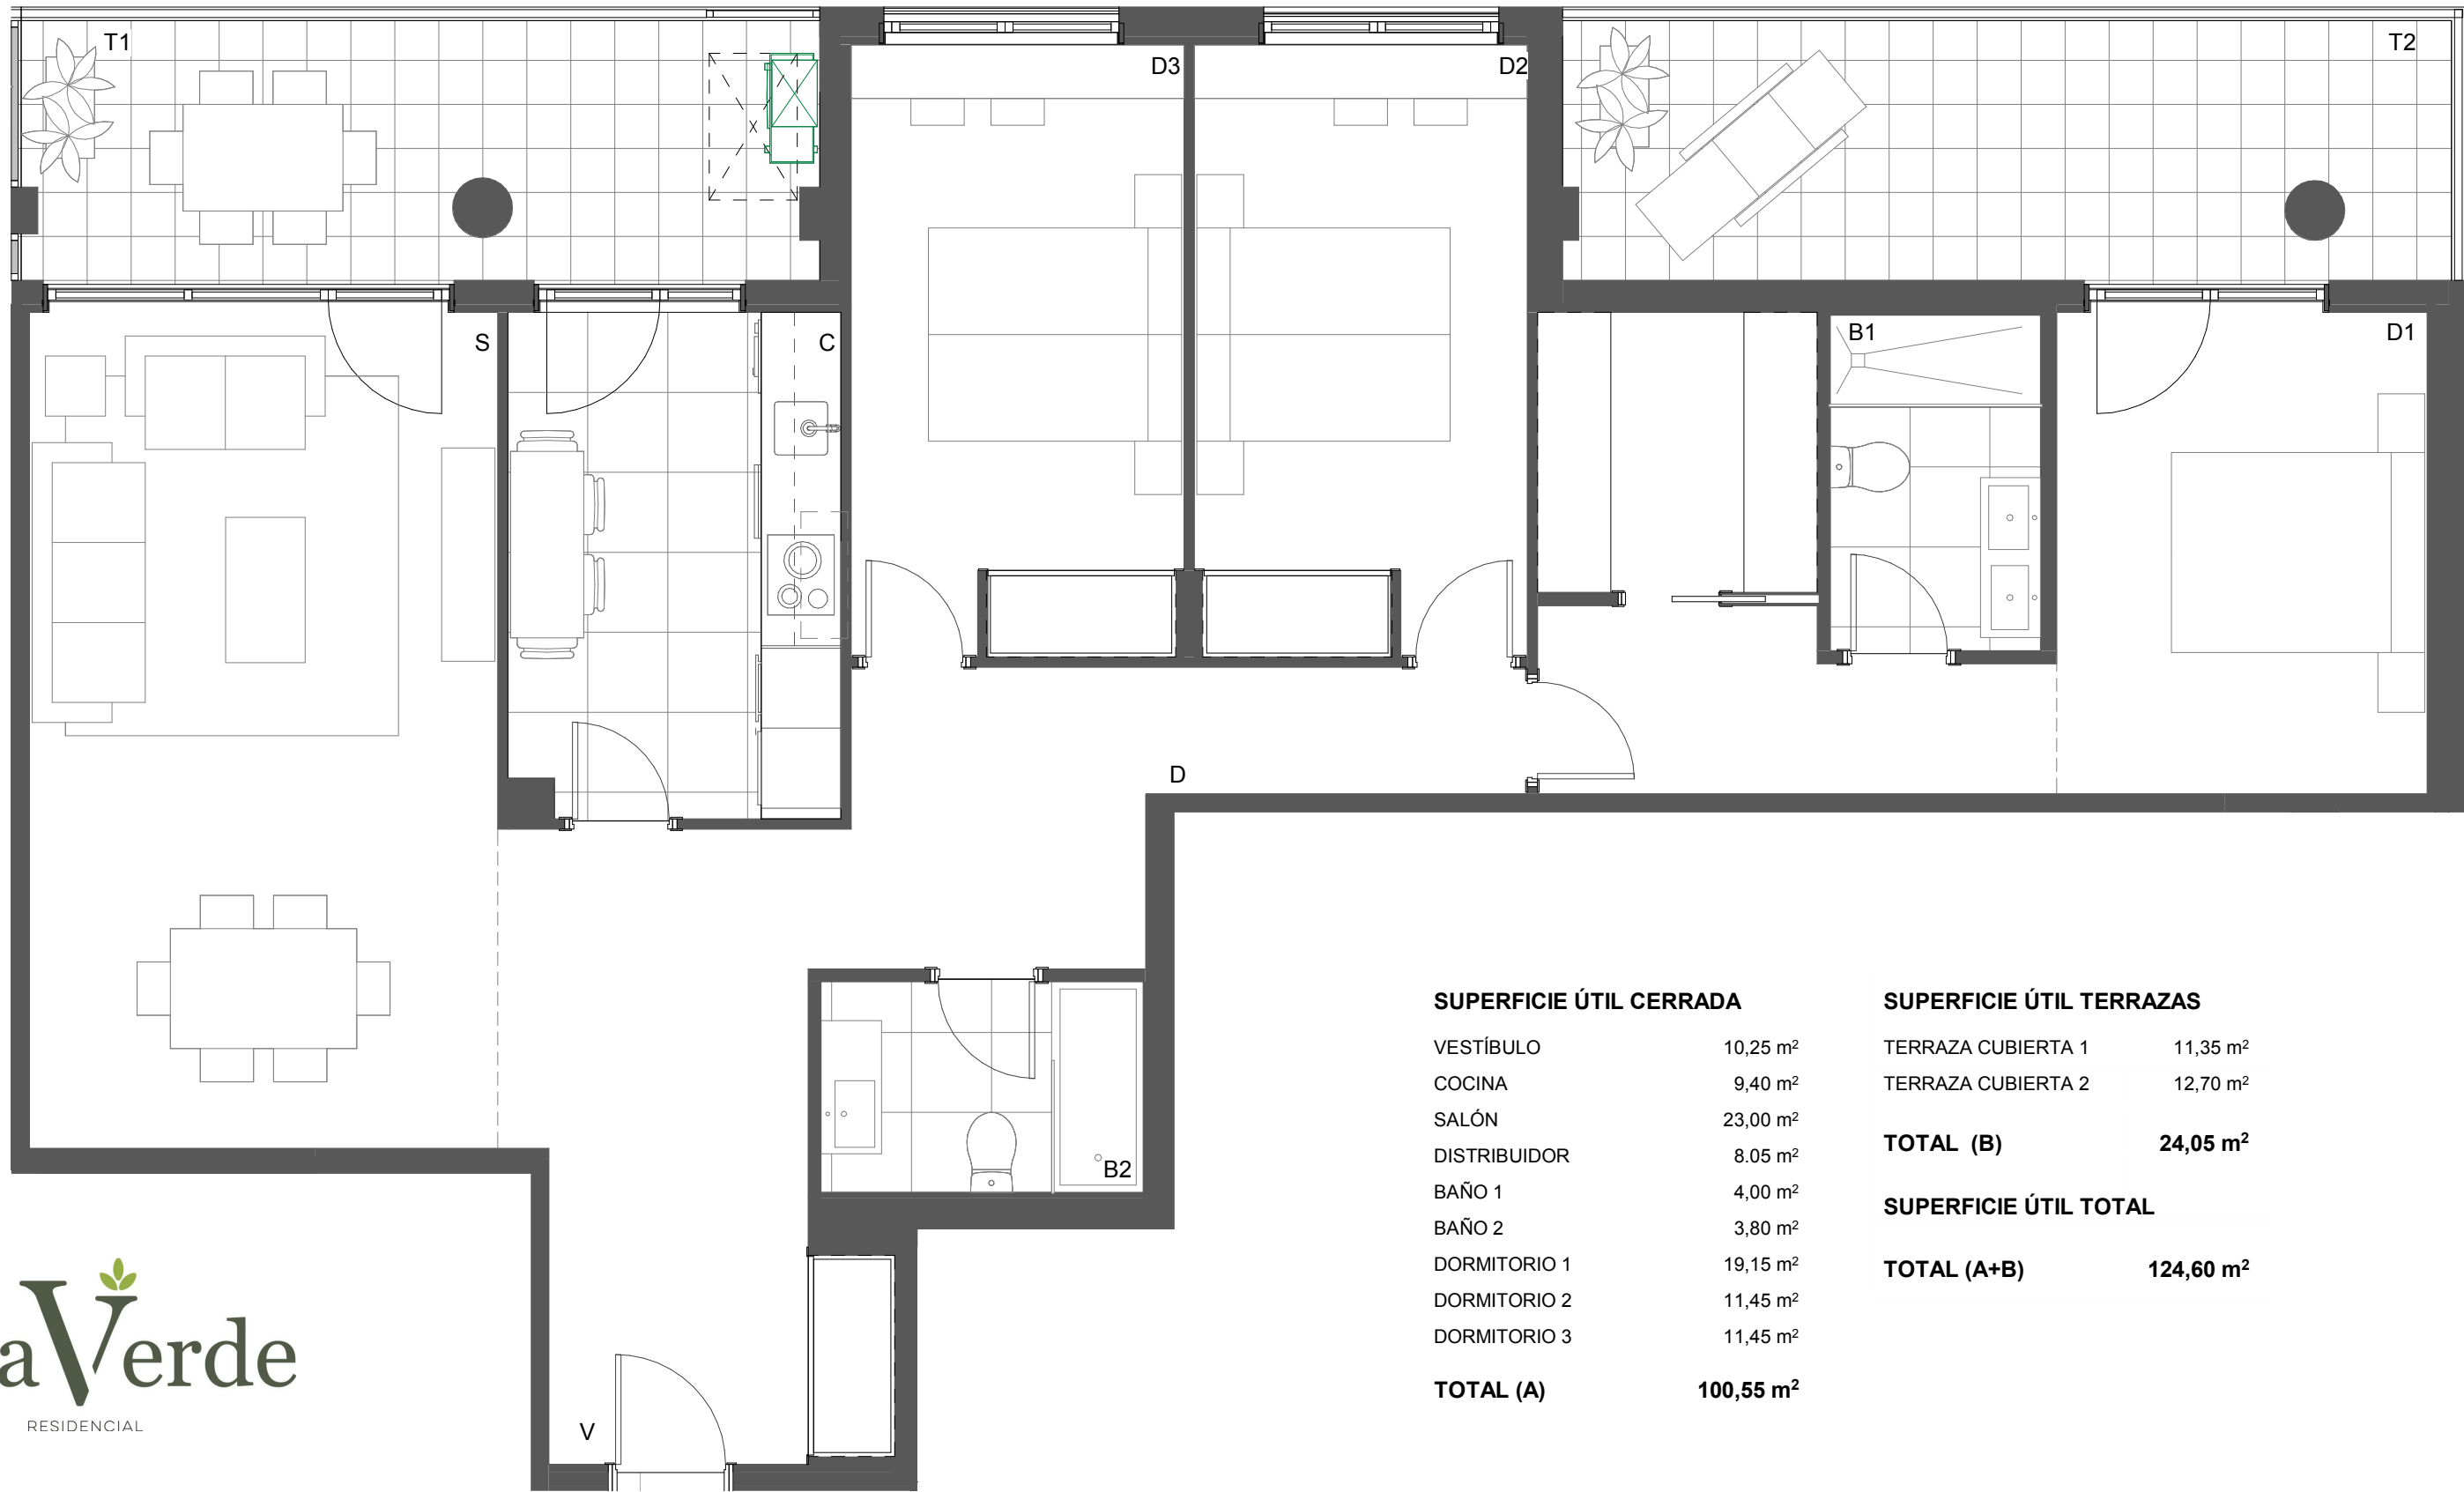 T1
D3
D2
T2
S
C
B1
D1
D
B2
V
SUPERFICIE ÚTIL CERRADA
VESTÍBULO 10,25 m²
COCINA 9,40 m²
SALÓN 23,00 m²
DISTRIBUIDOR 8.05 m²
BAÑO 1 4,00 m²
BAÑO 2 3,80 m²
DORMITORIO 1 19,15 m²
DORMITORIO 2 11,45 m²
DORMITORIO 3 11,45 m²
TOTAL (A) 100,55 m²
SUPERFICIE ÚTIL TERRAZAS
TERRAZA CUBIERTA 1 11,35 m²
TERRAZA CUBIERTA 2 12,70 m²
TOTAL (B) 24,05 m²
SUPERFICIE ÚTIL TOTAL
TOTAL (A+B) 124,60 m²
aVerde
RESIDENCIAL